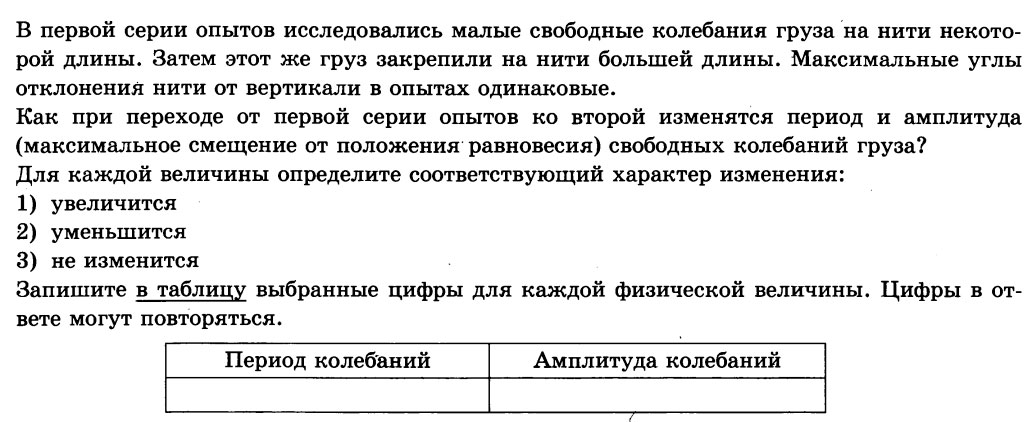 В первой серии опытов исследовались малые свободные колебания груза на нити некото-
рой длины. Затем этот же груз закрепили на нити большей длины. Максимальные углы
отклонения нити от вертикали в опытах одинаковые.
Как при переходе от первой серии опытов ко второй изменятся период и амплитуда
(максимальное смещение от положения равновесия) свободных колебаний груза?
Для каждой величины определите соответствующий характер изменения:
1) увеличится
2) уменьшится
3) не изменится
Запишите в таблицу выбранные цифры для каждой физической величины. Цифры в от-
вете могут повторяться.
Период колебаний Амплитуда колебаний